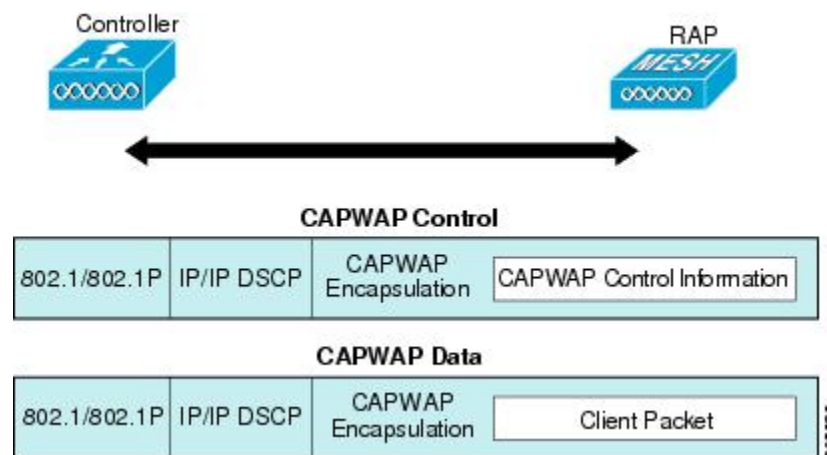 Controller
RAP
MESH
CAPWAP Control
802.1/802.1P IP/IP DSCP CAPWAP Encapsulation CAPWAP Control Information
CAPWAP Data
802.1/802.1P IP/IP DSCP CAPWAP Encapsulation Client Packet